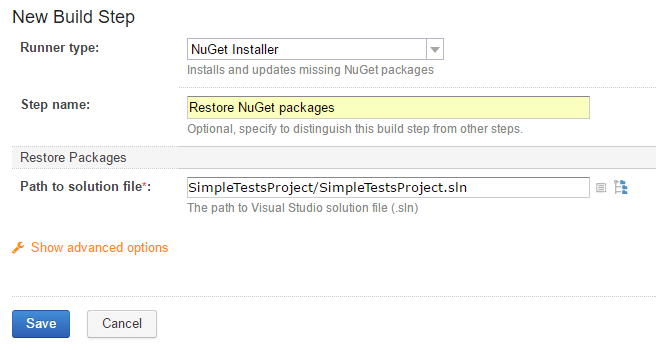 New Build Step
Runner type: NuGet Installer
Installs and updates missing NuGet packages
Step name: Restore NuGet packages
Optional, specify to distinguish this build step from other steps.
Restore Packages
Path to solution file*: SimpleTestsProject/SimpleTestsProject.sln
The path to Visual Studio solution file (.sln)
Show advanced options
Save Cancel